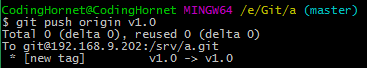 CodingHornet@CodingHornet MINGW64 /e/Git/a (master)
$ git push origin v1.0
Total 0 (delta 0), reused 0 (delta 0)
To git@192.168.9.202:/srv/a.git
 * [new tag]         v1.0 -> v1.0